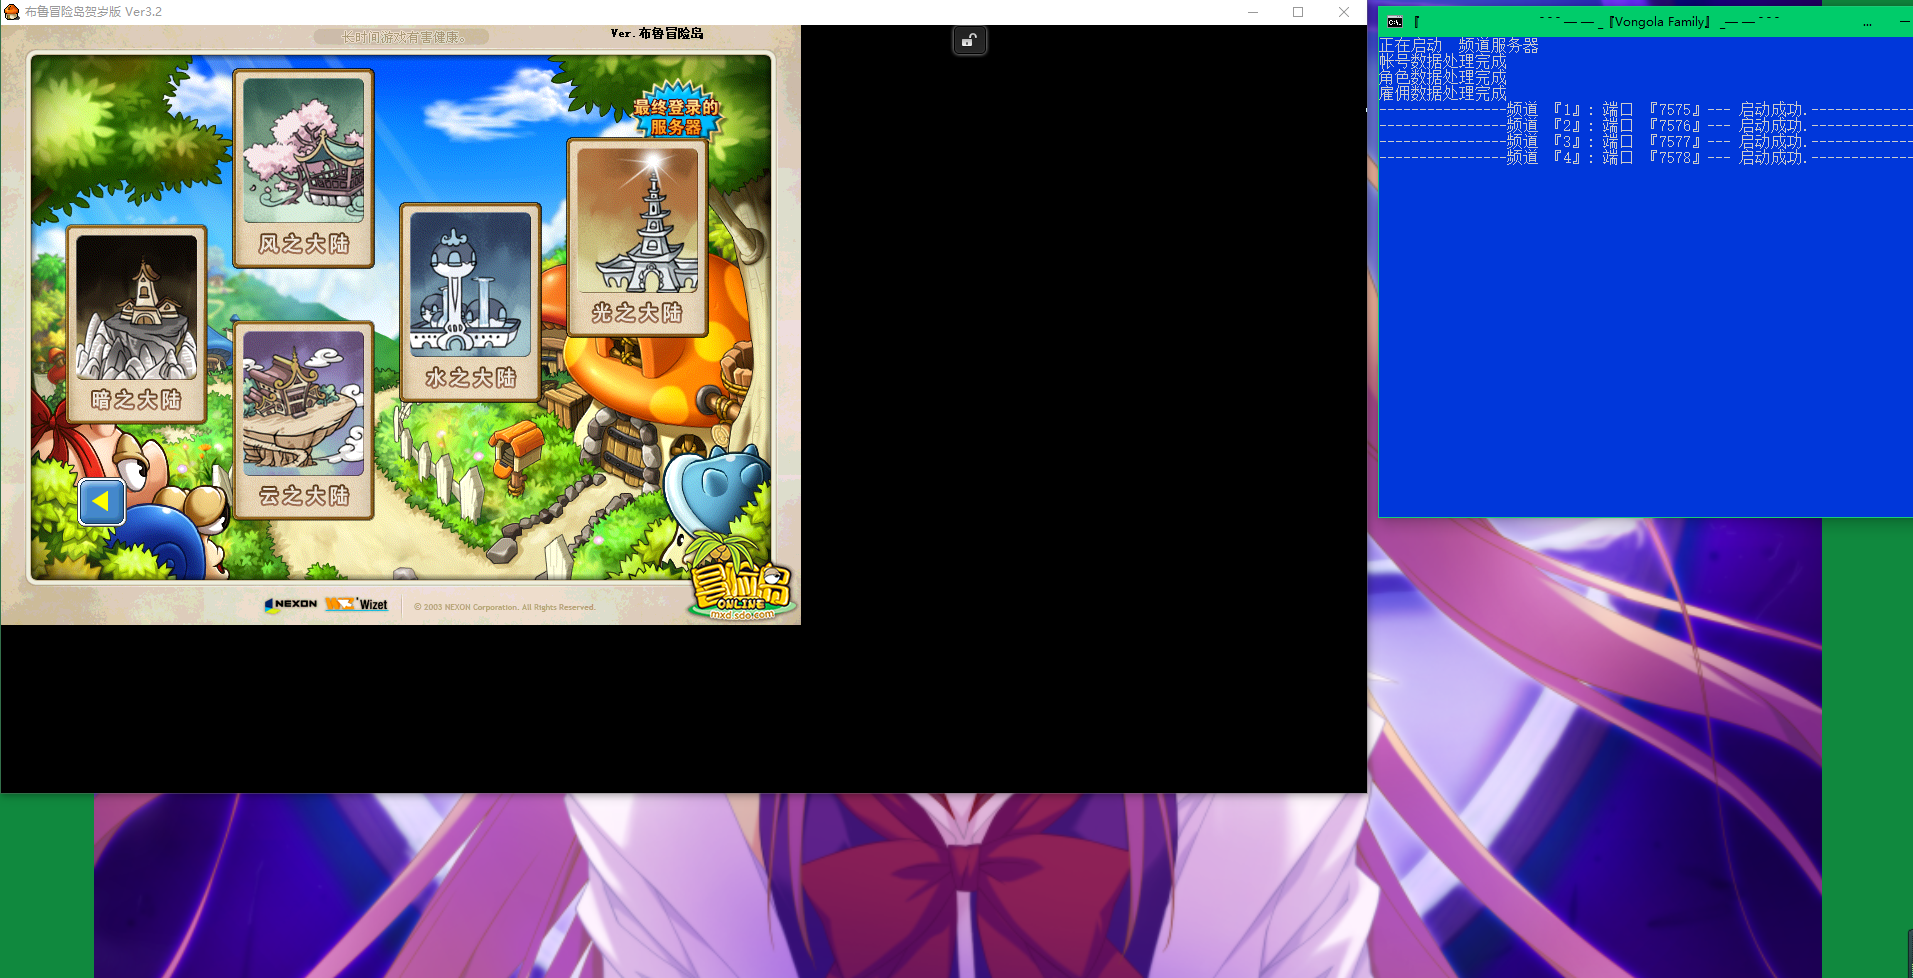 布鲁冒险岛贺岁版 Ver3.2
长时间游戏有害健康。
Ver.布鲁冒险岛
最终登录的
服务器
风之大陆
光之大陆
水之大陆
暗之大陆
云之大陆
冒险岛
ONLINE
mxd.sdo.com
NEXON Wizet © 2003 NEXON Corporation. All Rights Reserved.
『 ---——_『Vongola Family』_——--- ...
正在启动 频道服务器
帐号数据处理完成
角色数据处理完成
雇佣数据处理完成
----------------频道 『1』: 端口 『7575』--- 启动成功.-------------
----------------频道 『2』: 端口 『7576』--- 启动成功.-------------
----------------频道 『3』: 端口 『7577』--- 启动成功.-------------
----------------频道 『4』: 端口 『7578』--- 启动成功.-------------